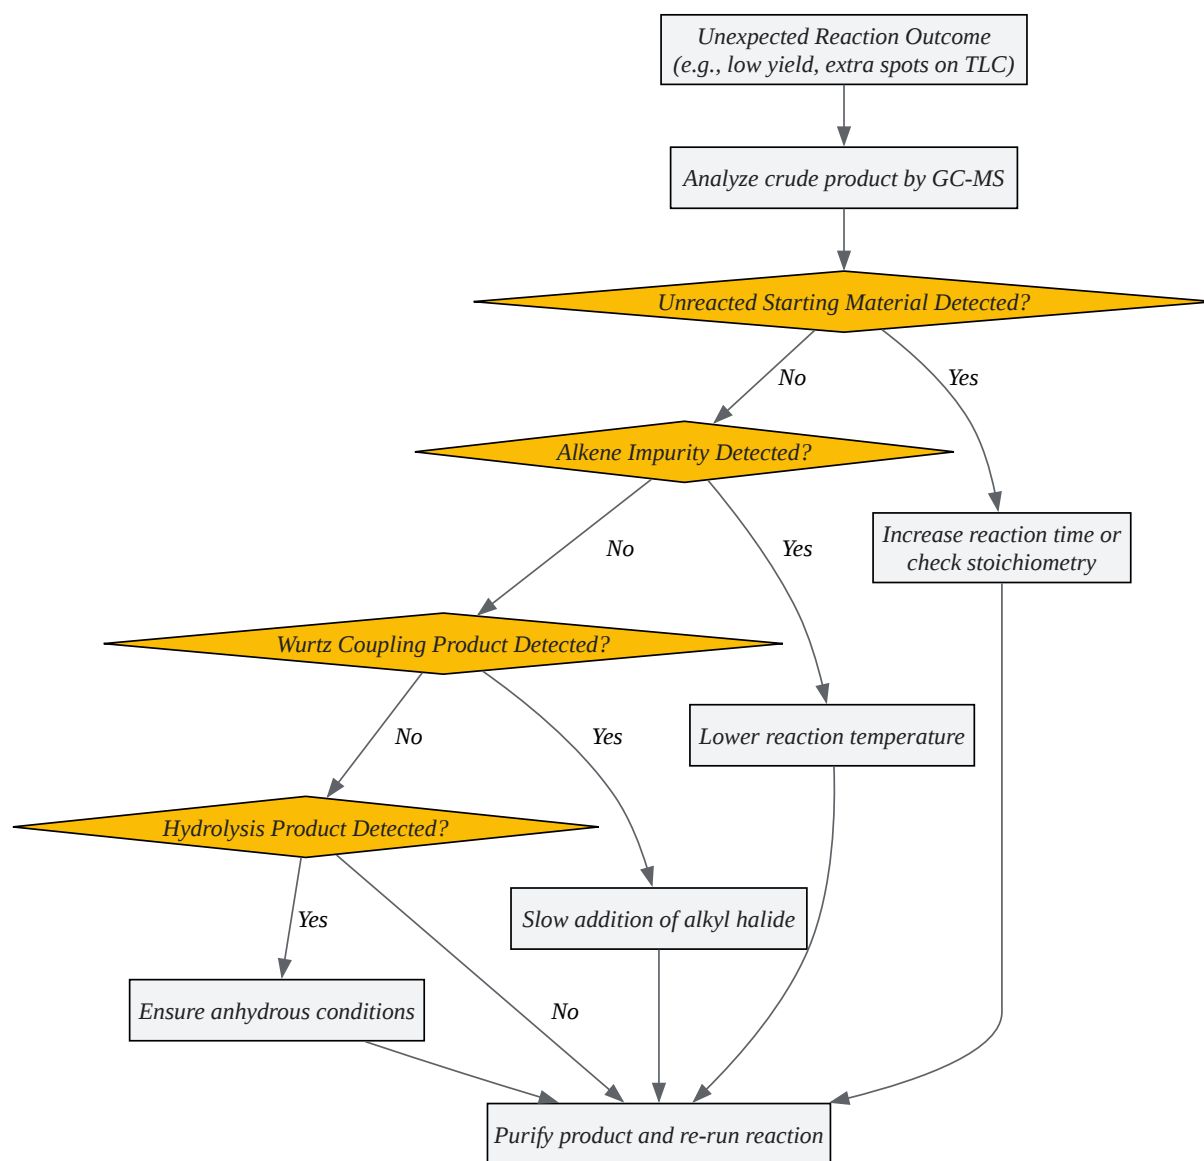 Unexpected Reaction Outcome
(e.g., low yield, extra spots on TLC)
Analyze crude product by GC-MS
Unreacted Starting Material Detected?
No
Yes
Alkene Impurity Detected?
Increase reaction time or
check stoichiometry
No
Yes
Wurtz Coupling Product Detected?
Lower reaction temperature
No
Yes
Hydrolysis Product Detected?
Slow addition of alkyl halide
Yes
No
Ensure anhydrous conditions
Purify product and re-run reaction